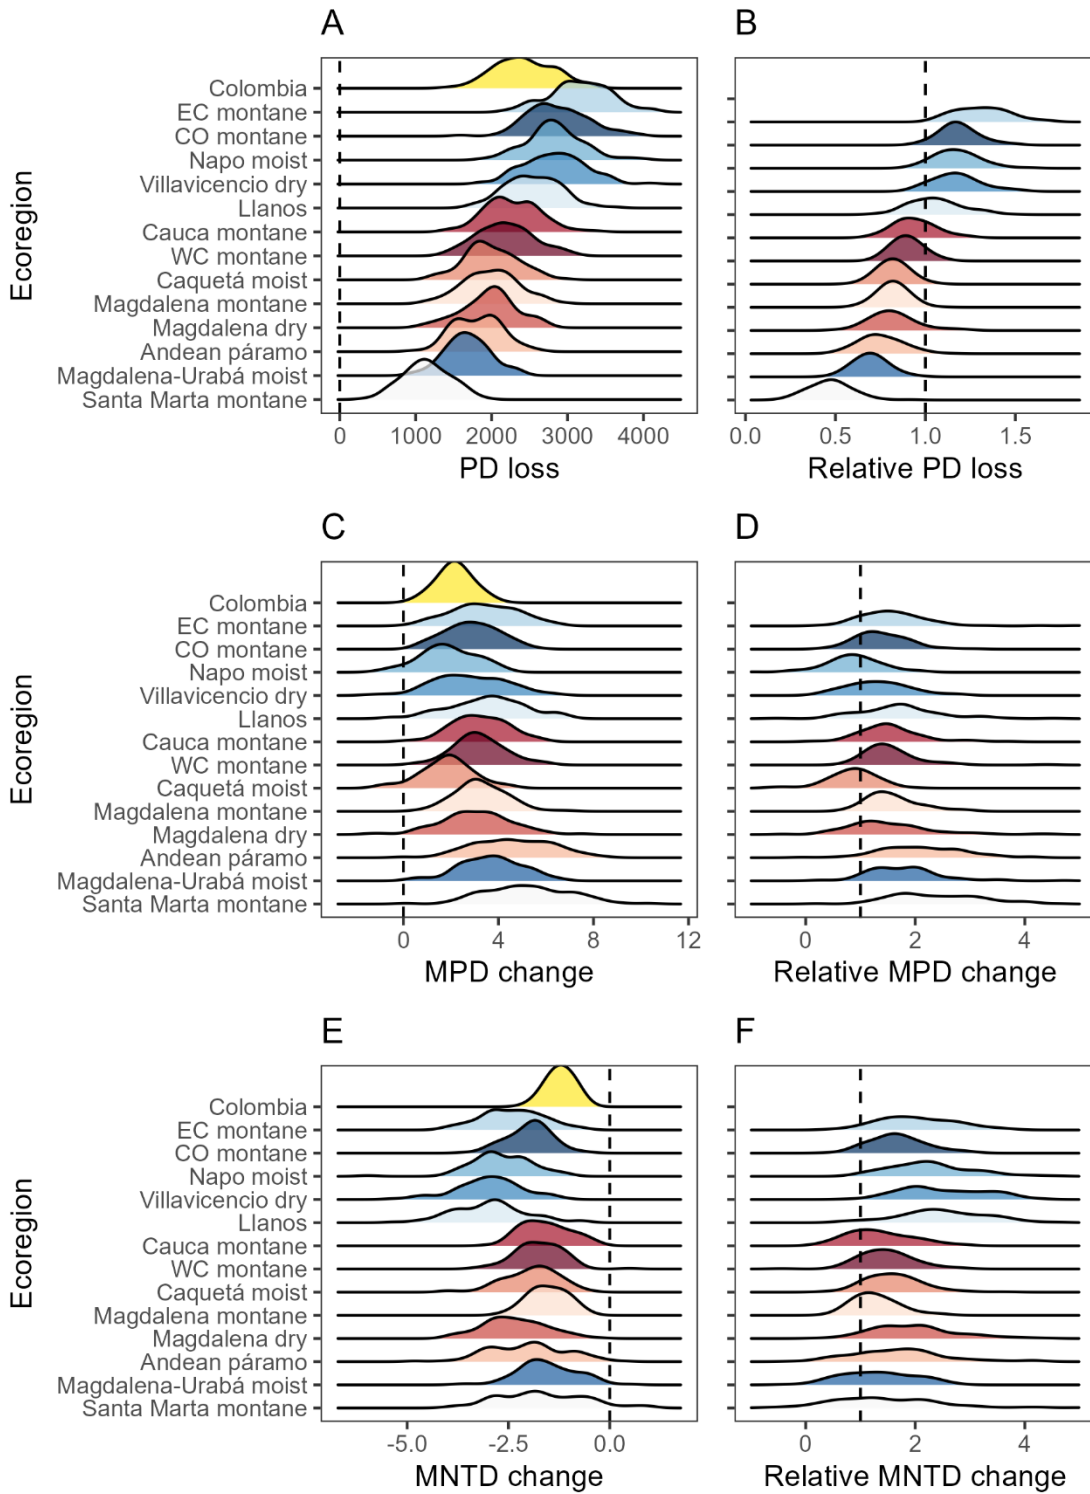 A
B
Ecoregion
Colombia
EC montane
CO montane
Napo moist
Villavicencio dry
Llanos
Cauca montane
WC montane
Caquetá moist
Magdalena montane
Magdalena dry
Andean páramo
Magdalena-Urabá moist
Santa Marta montane
0 1000 2000 3000 4000
PD loss
0.0 0.5 1.0 1.5
Relative PD loss
C
D
Ecoregion
Colombia
EC montane
CO montane
Napo moist
Villavicencio dry
Llanos
Cauca montane
WC montane
Caquetá moist
Magdalena montane
Magdalena dry
Andean páramo
Magdalena-Urabá moist
Santa Marta montane
0 4 8 12
MPD change
0 2 4
Relative MPD change
E
F
Ecoregion
Colombia
EC montane
CO montane
Napo moist
Villavicencio dry
Llanos
Cauca montane
WC montane
Caquetá moist
Magdalena montane
Magdalena dry
Andean páramo
Magdalena-Urabá moist
Santa Marta montane
-5.0 -2.5 0.0
MNTD change
0 2 4
Relative MNTD change